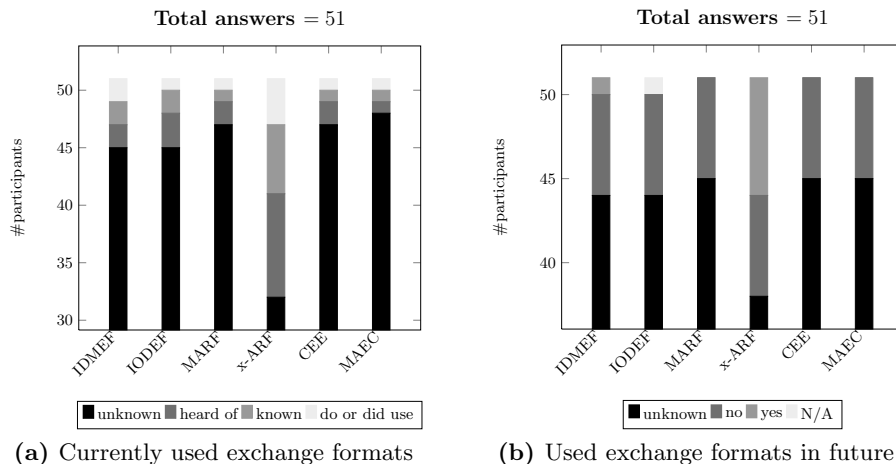 Total answers = 51
50
45
40
35
30
#participants
IDMEF
IODEF
MARF
x-ARF
CEE
MAEC
unknown heard of known do or did use
(a) Currently used exchange formats
Total answers = 51
50
45
40
#participants
IDMEF
IODEF
MARF
x-ARF
CEE
MAEC
unknown no yes N/A
(b) Used exchange formats in future